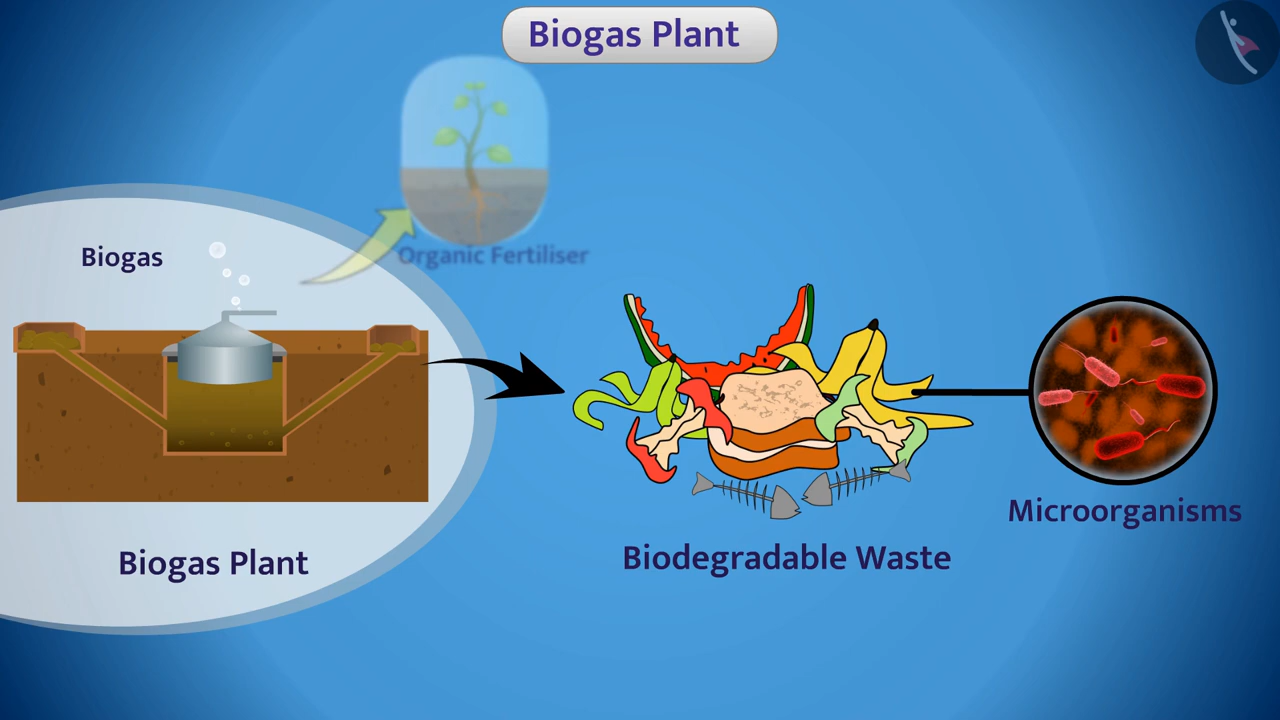 Biogas Plant
Organic Fertiliser
Biogas
Microorganisms
Biodegradable Waste
Biogas Plant